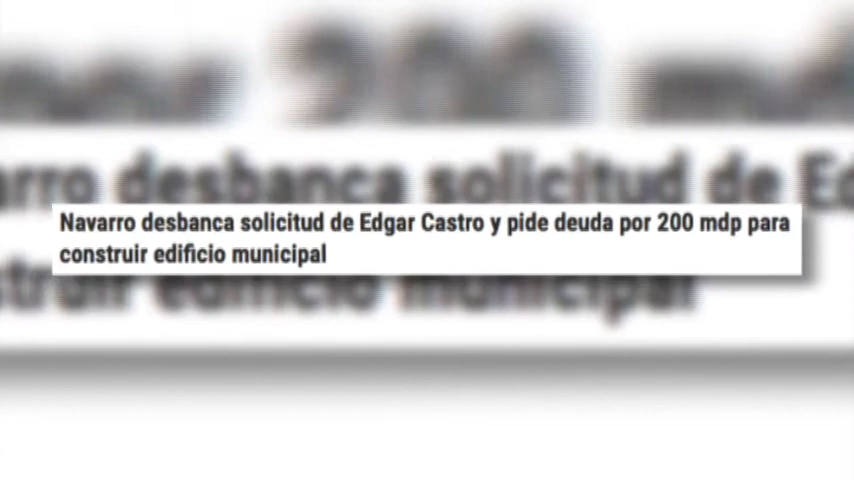 Navarro desbanca solicitud de Edgar Castro y pide deuda por 200 mdp para
construir edificio municipal